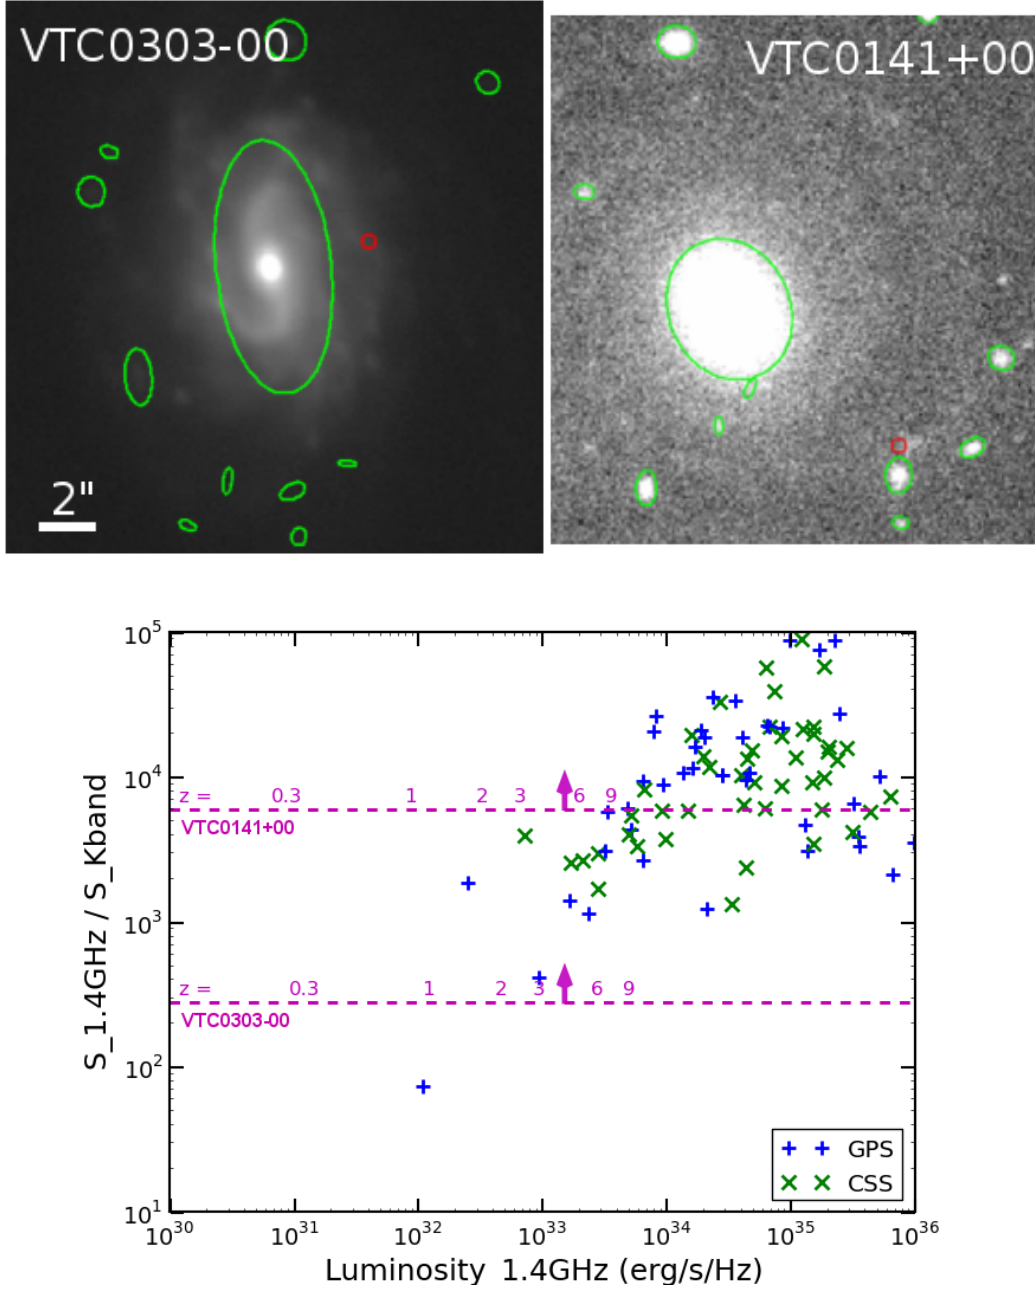 VTC0303-00
VTC0141+00
2"
10^5
10^4
10^3
10^2
10^1
S_1.4GHz / S_Kband
z = 0.3 1 2 3 6 9
VTC0141+00
z = 0.3 1 2 3 6 9
VTC0303-00
GPS
CSS
10^30 10^31 10^32 10^33 10^34 10^35 10^36
Luminosity 1.4GHz (erg/s/Hz)